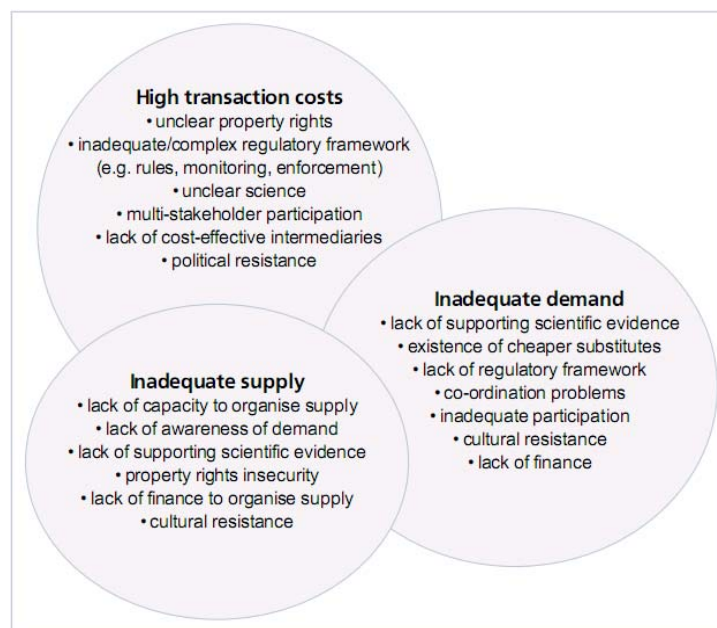 High transaction costs
• unclear property rights
• inadequate/complex regulatory framework
(e.g. rules, monitoring, enforcement)
• unclear science
• multi-stakeholder participation
• lack of cost-effective intermediaries
• political resistance
Inadequate demand
• lack of supporting scientific evidence
• existence of cheaper substitutes
• lack of regulatory framework
• co-ordination problems
• inadequate participation
• cultural resistance
• lack of finance
Inadequate supply
• lack of capacity to organise supply
• lack of awareness of demand
• lack of supporting scientific evidence
• property rights insecurity
• lack of finance to organise supply
• cultural resistance